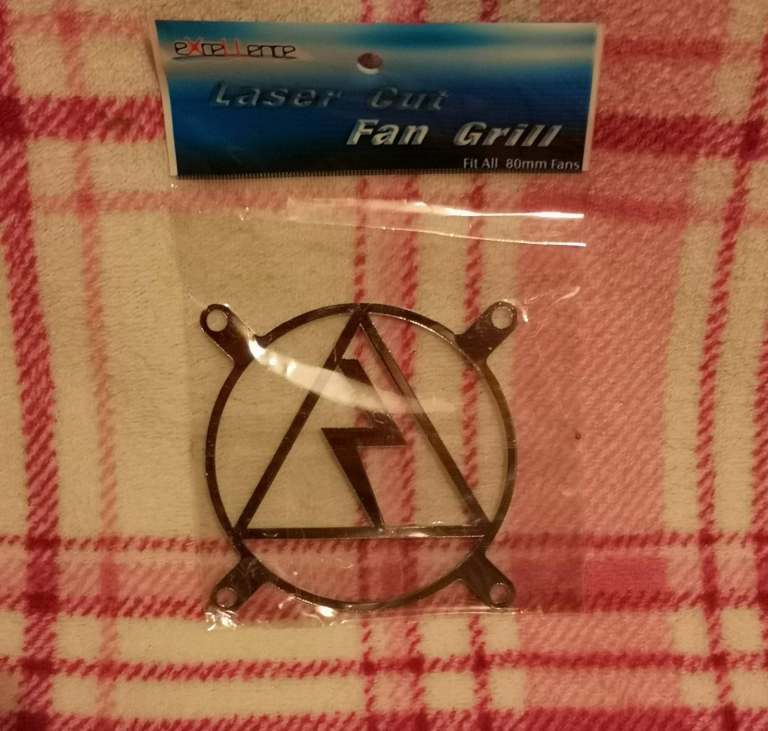 eXceLLence
Laser Cut
Fan Grill
Fit All 80mm Fans